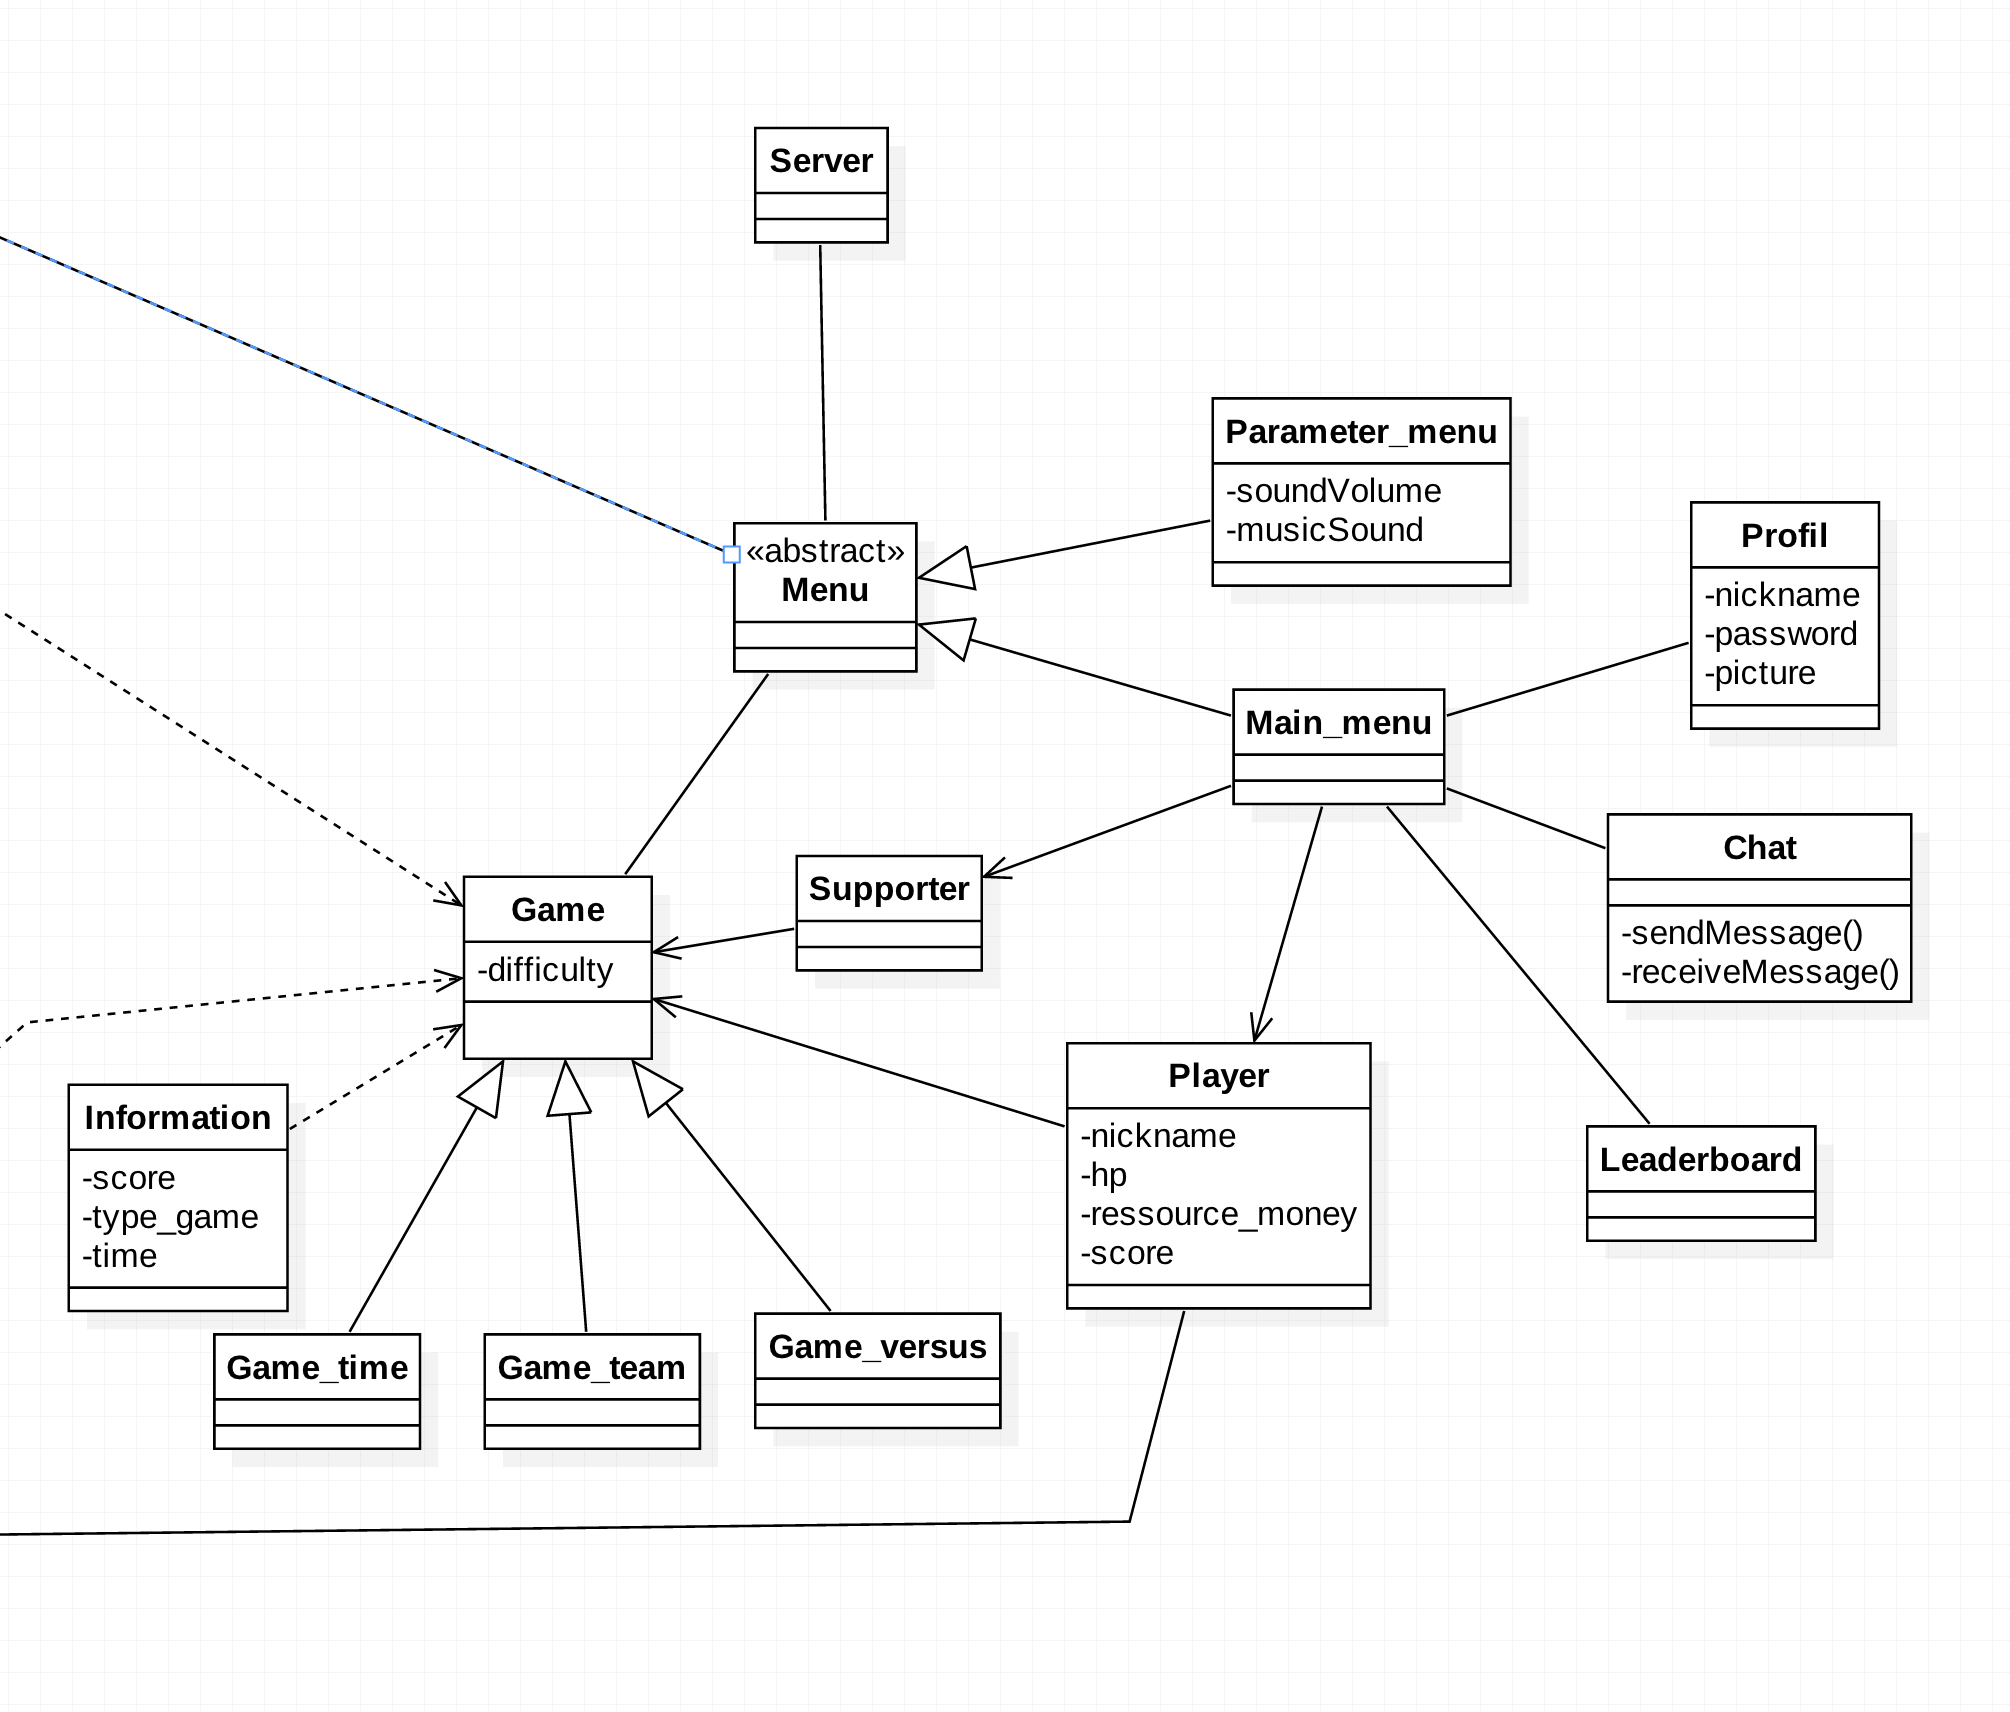 Server
«abstract»
Menu
Parameter_menu
-soundVolume
-musicSound
Profil
-nickname
-password
-picture
Main_menu
Chat
-sendMessage()
-receiveMessage()
Supporter
Game
-difficulty
Player
-nickname
-hp
-ressource_money
-score
Leaderboard
Information
-score
-type_game
-time
Game_time
Game_team
Game_versus